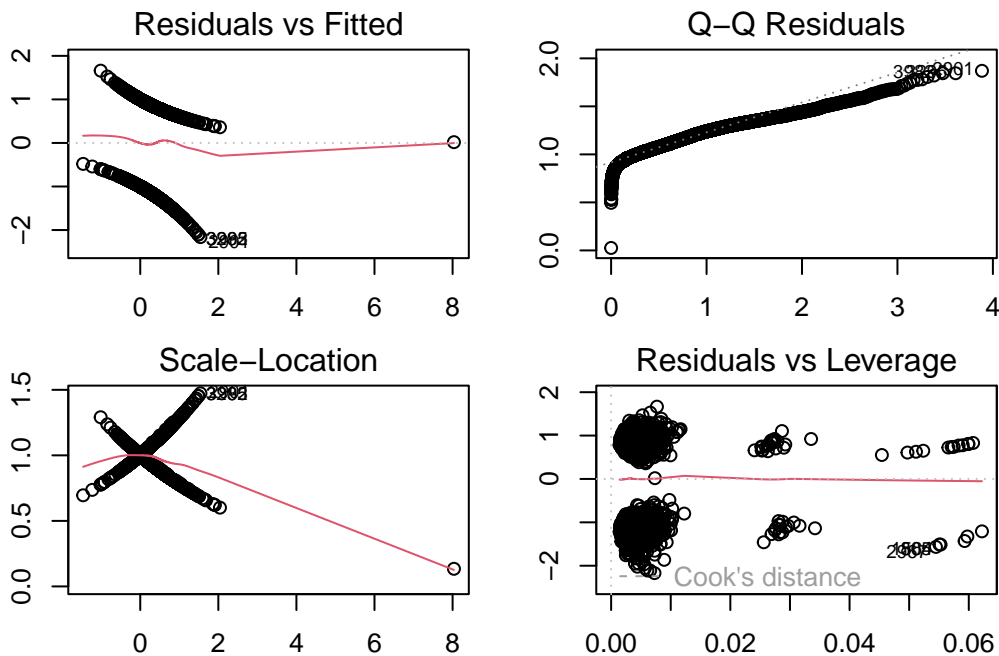 Residuals vs Fitted
2
1
0
−2
0 2 4 6 8
Q−Q Residuals
2.0
1.0
0.0
0 1 2 3 4
Scale−Location
1.5
1.0
0.5
0.0
0 2 4 6 8
Residuals vs Leverage
2
1
0
−2
Cook's distance
0.00 0.02 0.04 0.06